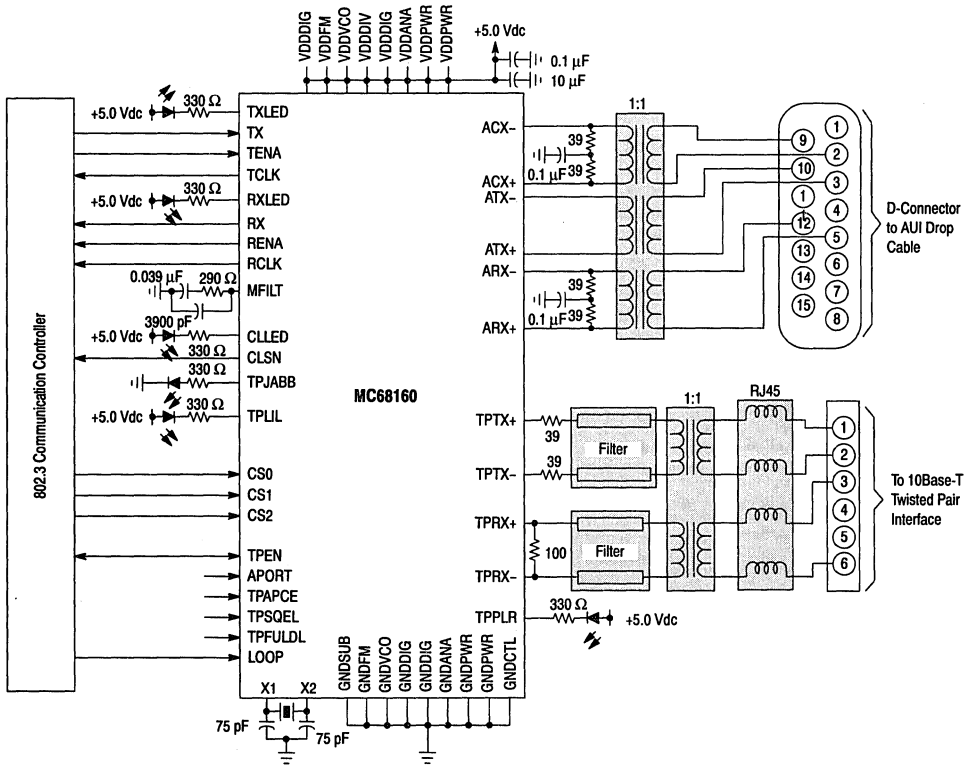 VDDDIG
VDDFM
VDDVCO
VDDDIV
VDDDIG
VDDANA
VDDPWR
VDDPWR
+5.0 Vdc
0.1 µF
10 µF
802.3 Communication Controller
MC68160
+5.0 Vdc
330 Ω
TXLED
TX
TENA
TCLK
+5.0 Vdc
330 Ω
RXLED
RX
RENA
RCLK
0.039 µF
290 Ω
MFILT
3900 pF
+5.0 Vdc
CLLED
330 Ω
CLSN
330 Ω
TPJABB
+5.0 Vdc
330 Ω
TPLIL
CS0
CS1
CS2
TPEN
APORT
TPAPCE
TPSQEL
TPFULDL
LOOP
X1
X2
75 pF
75 pF
GNDSUB
GNDFM
GNDVCO
GNDDIG
GNDDIG
GNDANA
GNDPWR
GNDPWR
GNDCTL
ACX–
39
0.1 µF
39
ACX+
ATX–
ATX+
ARX–
39
0.1 µF
39
ARX+
1:1
9
10
1
1
12
13
14
15
1
2
3
4
5
6
7
8
D-Connector
to AUI Drop
Cable
TPTX+
39
39
TPTX–
Filter
TPRX+
100
TPRX–
Filter
1:1
RJ45
1
2
3
4
5
6
To 10Base-T
Twisted Pair
Interface
TPPLR
330 Ω
+5.0 Vdc